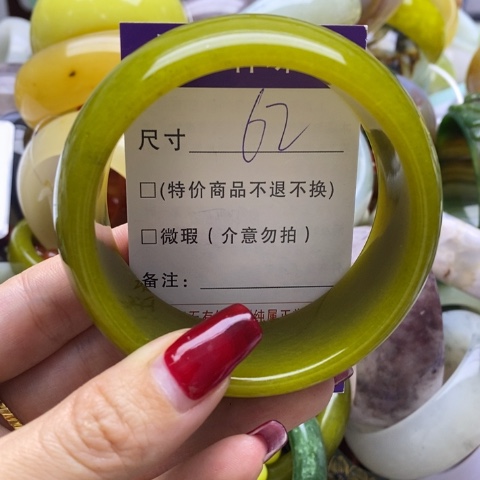 尺寸 62
□(特价商品不退不换)
□微瑕（介意勿拍）
备注：